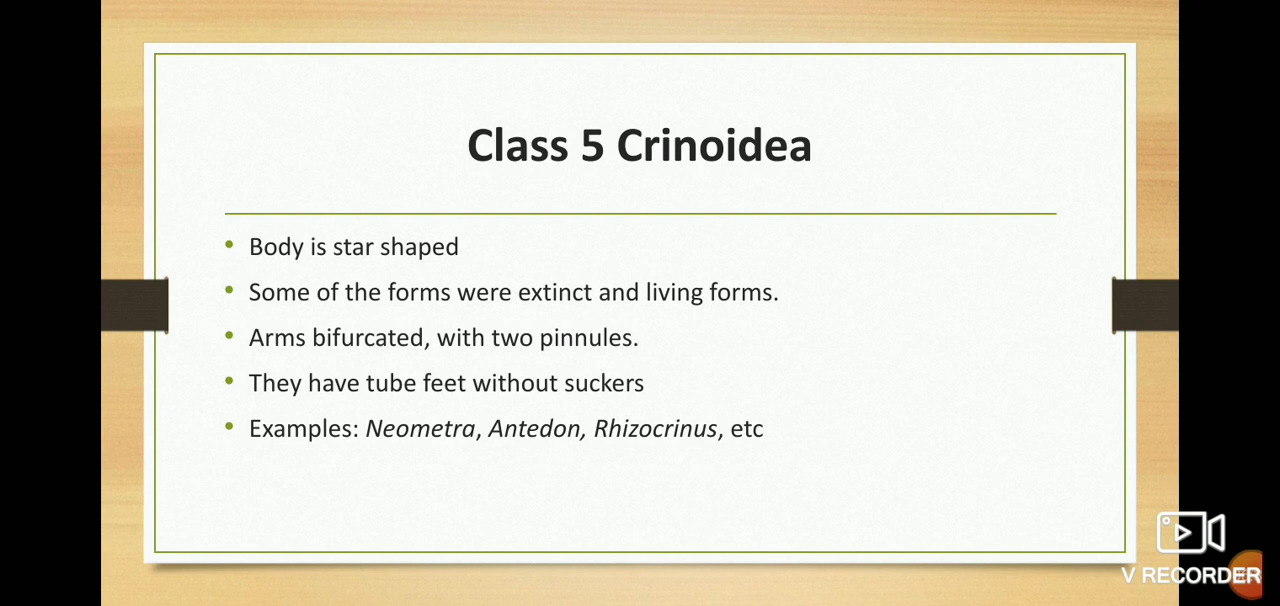 Class 5 Crinoidea
• Body is star shaped
• Some of the forms were extinct and living forms.
• Arms bifurcated, with two pinnules.
• They have tube feet without suckers
• Examples: Neometra, Antedon, Rhizocrinus, etc
V RECORDER